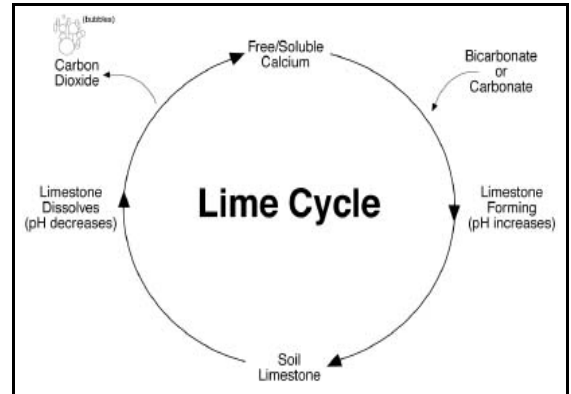 (bubbles)
Carbon
Dioxide
Free/Soluble
Calcium
Bicarbonate
or
Carbonate
Limestone
Dissolves
(pH decreases)
Lime Cycle
Limestone
Forming
(pH increases)
Soil
Limestone